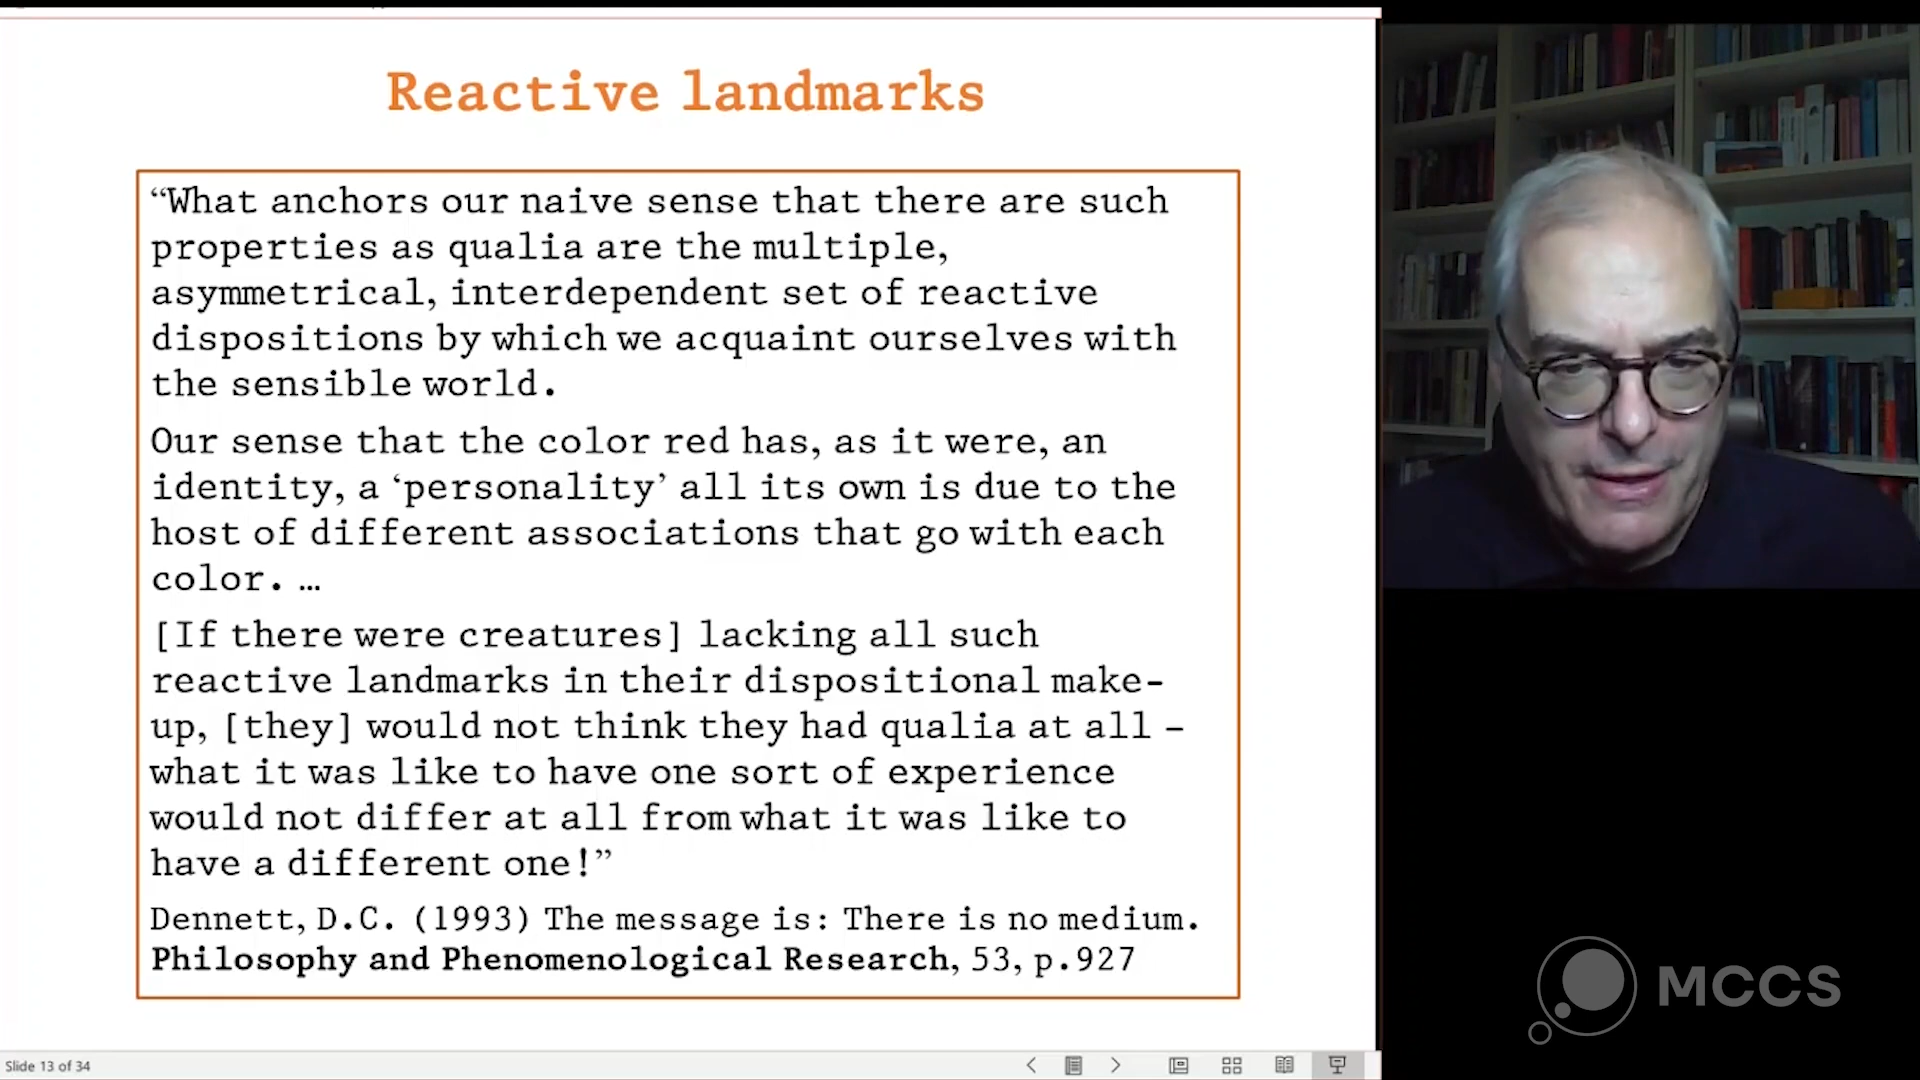 Reactive landmarks
“What anchors our naive sense that there are such
properties as qualia are the multiple,
asymmetrical, interdependent set of reactive
dispositions by which we acquaint ourselves with
the sensible world.
Our sense that the color red has, as it were, an
identity, a ‘personality’ all its own is due to the
host of different associations that go with each
color. …
[If there were creatures] lacking all such
reactive landmarks in their dispositional make-
up, [they] would not think they had qualia at all –
what it was like to have one sort of experience
would not differ at all from what it was like to
have a different one!”
Dennett, D.C. (1993) The message is: There is no medium.
Philosophy and Phenomenological Research, 53, p.927
MCCS
Slide 13 of 34